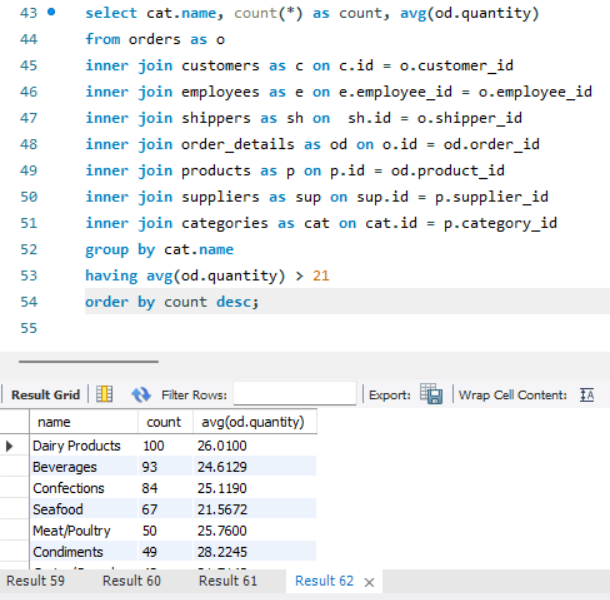 43 select cat.name, count(*) as count, avg(od.quantity)
44 from orders as o
45 inner join customers as c on c.id = o.customer_id
46 inner join employees as e on e.employee_id = o.employee_id
47 inner join shippers as sh on  sh.id = o.shipper_id
48 inner join order_details as od on o.id = od.order_id
49 inner join products as p on p.id = od.product_id
50 inner join suppliers as sup on sup.id = p.supplier_id
51 inner join categories as cat on cat.id = p.category_id
52 group by cat.name
53 having avg(od.quantity) > 21
54 order by count desc;
55
Result Grid Filter Rows: Export: Wrap Cell Content: IA
name count avg(od.quantity)
Dairy Products 100 26.0100
Beverages 93 24.6129
Confections 84 25.1190
Seafood 67 21.5672
Meat/Poultry 50 25.7600
Condiments 49 28.2245
Result 59 Result 60 Result 61 Result 62 ×